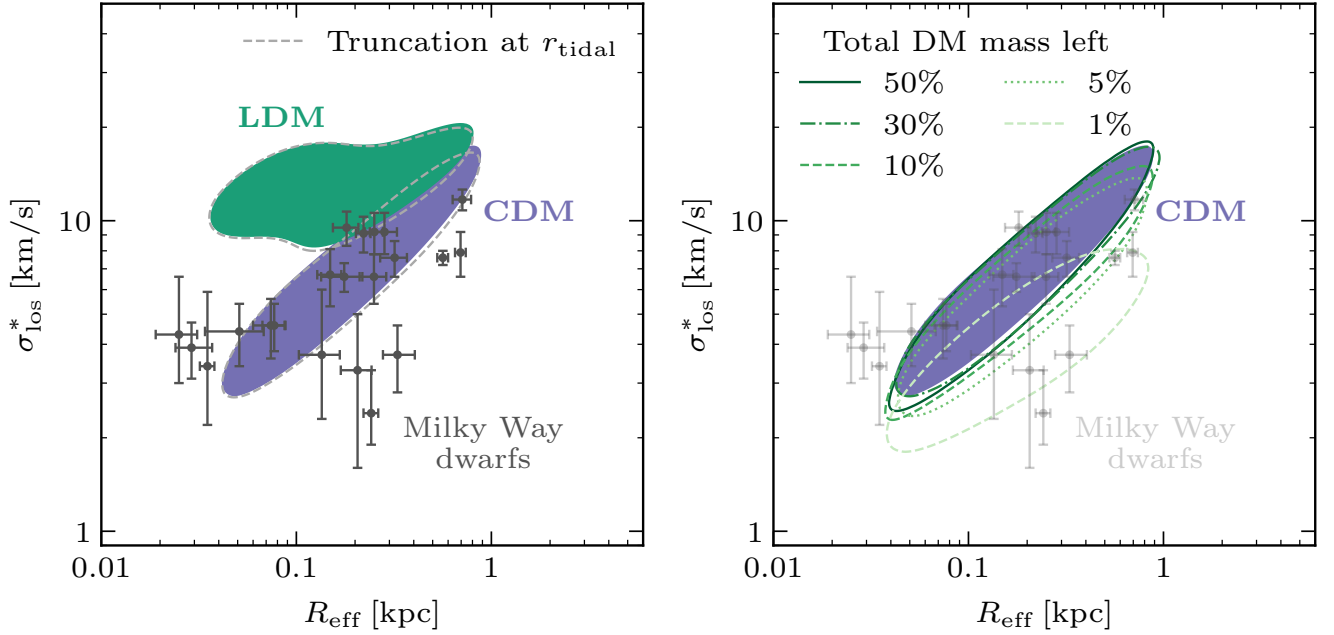 Truncation at r_tidal
LDM
CDM
Milky Way
dwarfs
10
1
0.01
0.1
1
σ*_los [km/s]
R_eff [kpc]
Total DM mass left
50%
30%
10%
5%
1%
CDM
Milky Way
dwarfs
10
1
0.01
0.1
1
σ*_los [km/s]
R_eff [kpc]